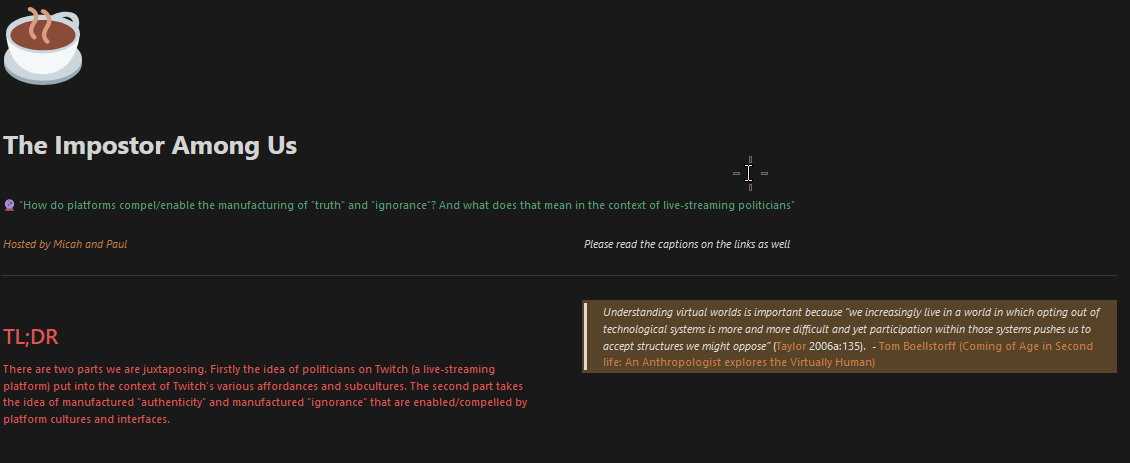 The Impostor Among Us
"How do platforms compel/enable the manufacturing of "truth" and "ignorance"? And what does that mean in the context of live-streaming politicians"
Hosted by Micah and Paul
Please read the captions on the links as well
TL;DR
There are two parts we are juxtaposing. Firstly the idea of politicians on Twitch (a live-streaming
platform) put into the context of Twitch's various affordances and subcultures. The second part takes
the idea of manufactured "authenticity" and manufactured "ignorance" that are enabled/compelled by
platform cultures and interfaces.
Understanding virtual worlds is important because "we increasingly live in a world in which opting out of
technological systems is more and more difficult and yet participation within those systems pushes us to
accept structures we might oppose" (Taylor 2006a:135).  - Tom Boellstorff (Coming of Age in Second
life: An Anthropologist explores the Virtually Human)